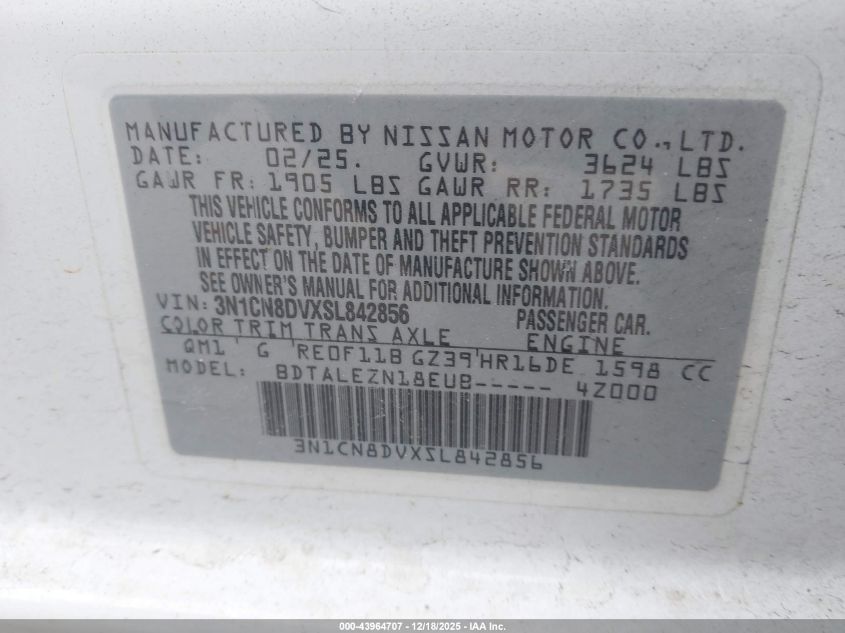 MANUFACTURED BY NISSAN MOTOR CO., LTD.
DATE: 02/25. GVWR: 3624 LBS
GAWR FR: 1905 LBS GAWR RR: 1735 LBS
THIS VEHICLE CONFORMS TO ALL APPLICABLE FEDERAL MOTOR
VEHICLE SAFETY, BUMPER AND THEFT PREVENTION STANDARDS
IN EFFECT ON THE DATE OF MANUFACTURE SHOWN ABOVE.
SEE OWNER'S MANUAL FOR ADDITIONAL INFORMATION.
VIN: 3N1CN8DVXSL842856 PASSENGER CAR.
COLOR TRIM TRANS AXLE ENGINE
QM1 G RE0F11B GZ39 HR16DE 1598 CC
MODEL: BDTALEZN18EUB----- 4Z000
3N1CN8DVXSL842856
000-43964707 - 12/18/2025 - IAA Inc.